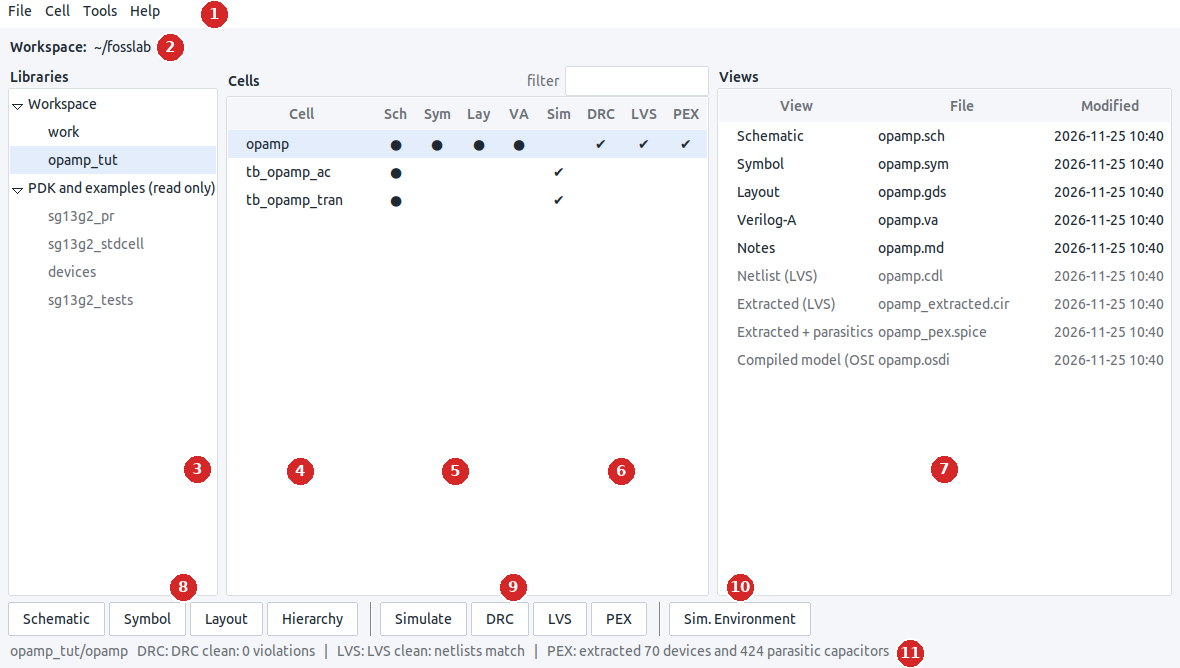 File Cell Tools Help 1
Workspace: ~/fosslab 2
Libraries
Workspace
work
opamp_tut
PDK and examples (read only)
sg13g2_pr
sg13g2_stdcell
devices
sg13g2_tests
3
Cells filter
Cell Sch Sym Lay VA Sim DRC LVS PEX
opamp ● ● ● ● ✔ ✔ ✔
tb_opamp_ac ● ✔
tb_opamp_tran ● ✔
4 5 6
Views
View File Modified
Schematic opamp.sch 2026-11-25 10:40
Symbol opamp.sym 2026-11-25 10:40
Layout opamp.gds 2026-11-25 10:40
Verilog-A opamp.va 2026-11-25 10:40
Notes opamp.md 2026-11-25 10:40
Netlist (LVS) opamp.cdl 2026-11-25 10:40
Extracted (LVS) opamp_extracted.cir 2026-11-25 10:40
Extracted + parasitics opamp_pex.spice 2026-11-25 10:40
Compiled model (OSD opamp.osdi 2026-11-25 10:40
7
8 9 10
Schematic Symbol Layout Hierarchy Simulate DRC LVS PEX Sim. Environment
opamp_tut/opamp DRC: DRC clean: 0 violations | LVS: LVS clean: netlists match | PEX: extracted 70 devices and 424 parasitic capacitors 11